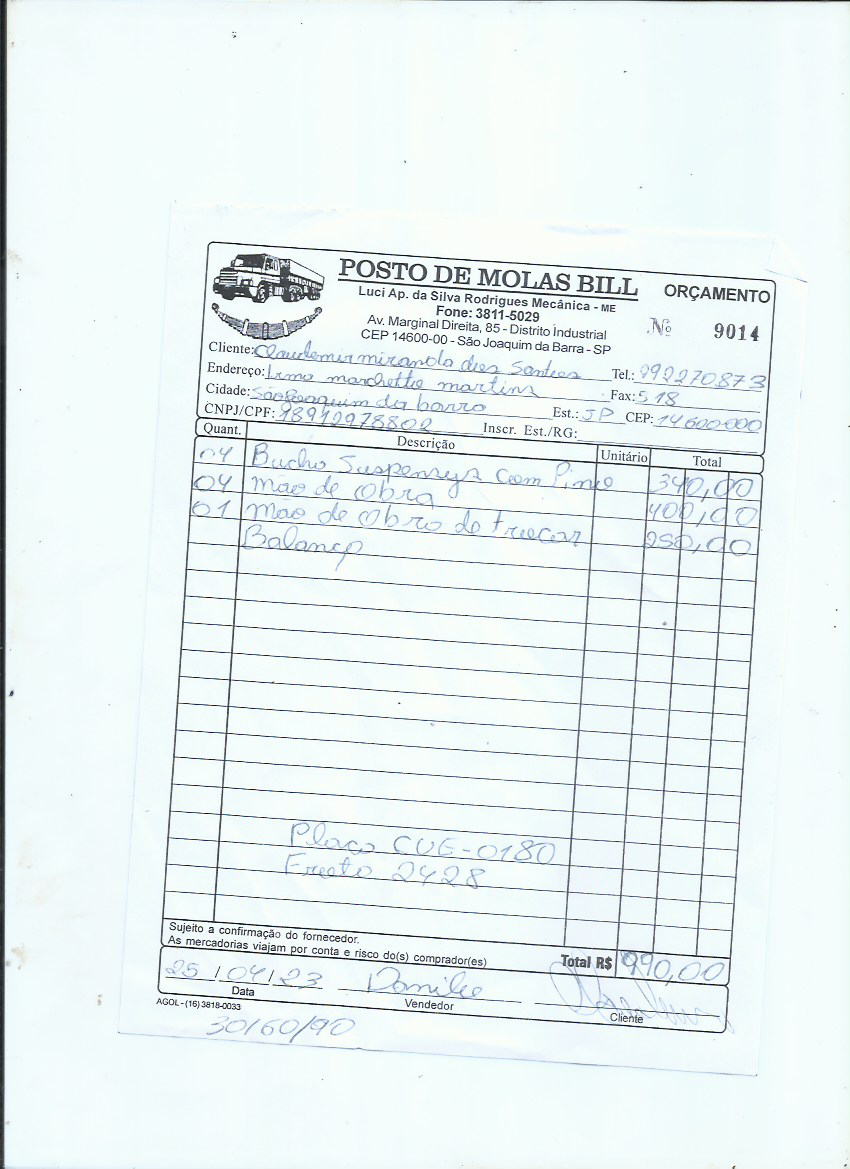 POSTO DE MOLAS BILL
ORÇAMENTO
Luci Ap. da Silva Rodrigues Mecânica - ME
Fone: 3811-5029
Av. Marginal Direita, 85 - Distrito Industrial
CEP 14600-00 - São Joaquim da Barra - SP
Nº 9014
Cliente: Claudemir miranda dos Santos Tel.: 992270873
Endereço: Irmo marchette martins Fax: 518
Cidade: São Joaquim da barra Est.: SP CEP: 14600000
CNPJ/CPF: 18912978802 Inscr. Est./RG:
Quant. Descrição Unitário Total
04 Bucha Suspensys com Pino 340,00
04 mão de Obra 400,00
01 mão de Obra de trocar 250,00
Balança
Placa CUE-0180
Frota 2428
Sujeito a confirmação do fornecedor.
As mercadorias viajam por conta e risco do(s) comprador(es)
Total R$ 990,00
25/04/23 Danilo
Data Vendedor Cliente
AGOL - (16) 3818-0033
30/60/90